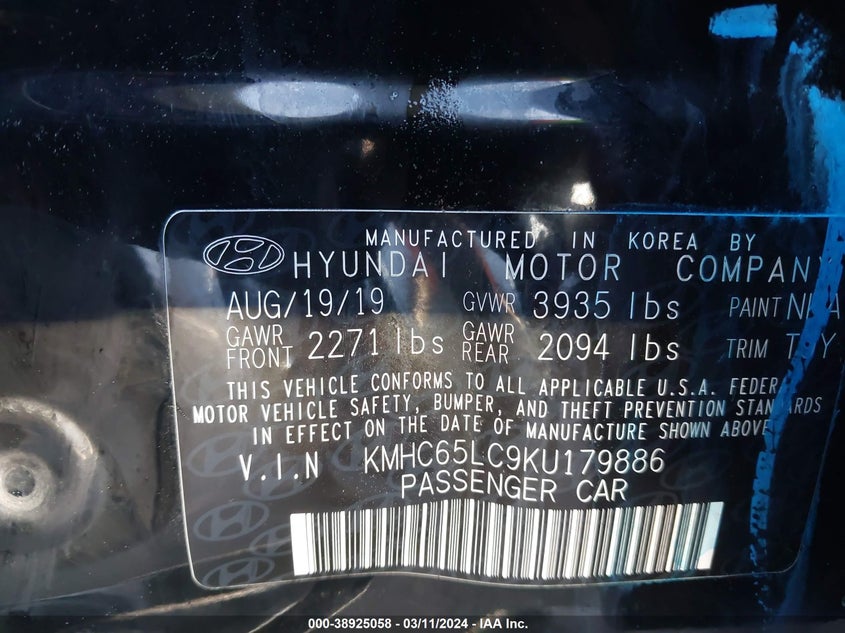 MANUFACTURED IN KOREA BY
HYUNDAI MOTOR COMPANY
AUG/19/19 GVWR 3935 lbs PAINT
GAWR FRONT 2271 lbs GAWR REAR 2094 lbs TRIM
THIS VEHICLE CONFORMS TO ALL APPLICABLE U.S.A. FEDERAL
MOTOR VEHICLE SAFETY, BUMPER, AND THEFT PREVENTION STANDARDS
IN EFFECT ON THE DATE OF MANUFACTURE SHOWN ABOVE
V.I.N KMHC65LC9KU179886
PASSENGER CAR
000-38925058 - 03/11/2024 - IAA Inc.